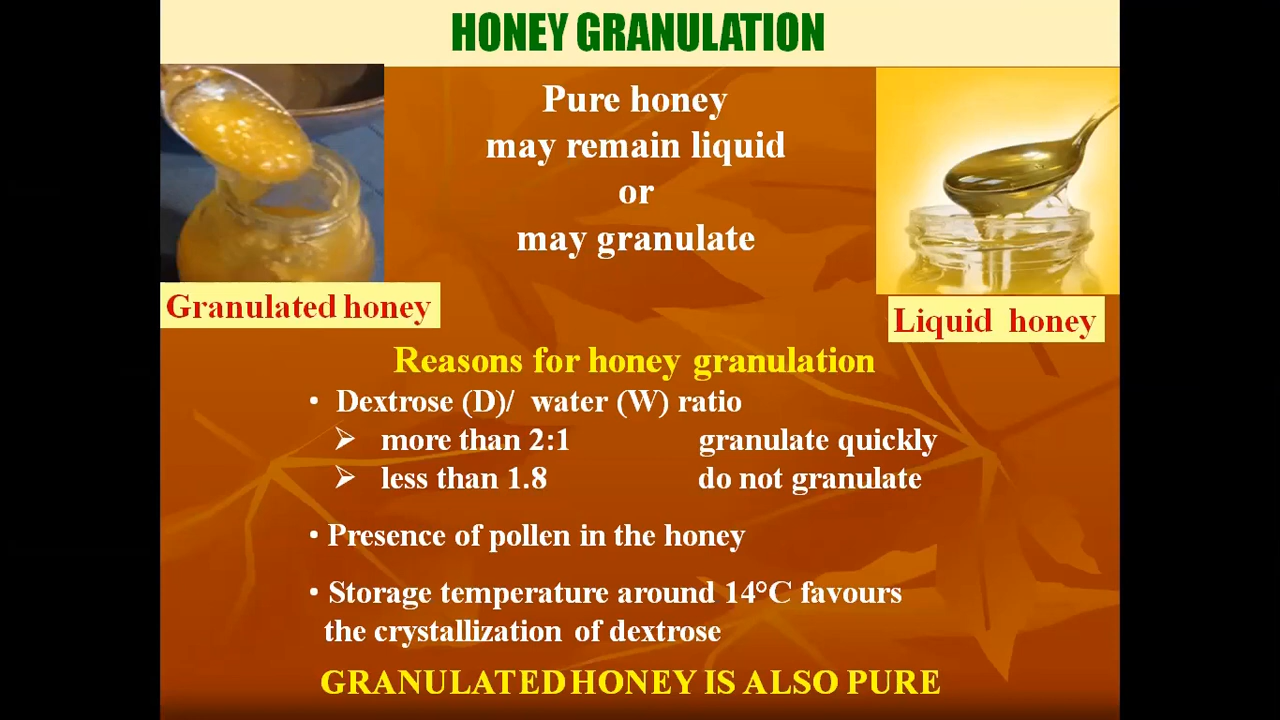 HONEY GRANULATION
Pure honey
may remain liquid
or
may granulate
Granulated honey
Liquid honey
Reasons for honey granulation
• Dextrose (D)/ water (W) ratio
➢ more than 2:1 granulate quickly
➢ less than 1.8 do not granulate
• Presence of pollen in the honey
• Storage temperature around 14°C favours
the crystallization of dextrose
GRANULATED HONEY IS ALSO PURE